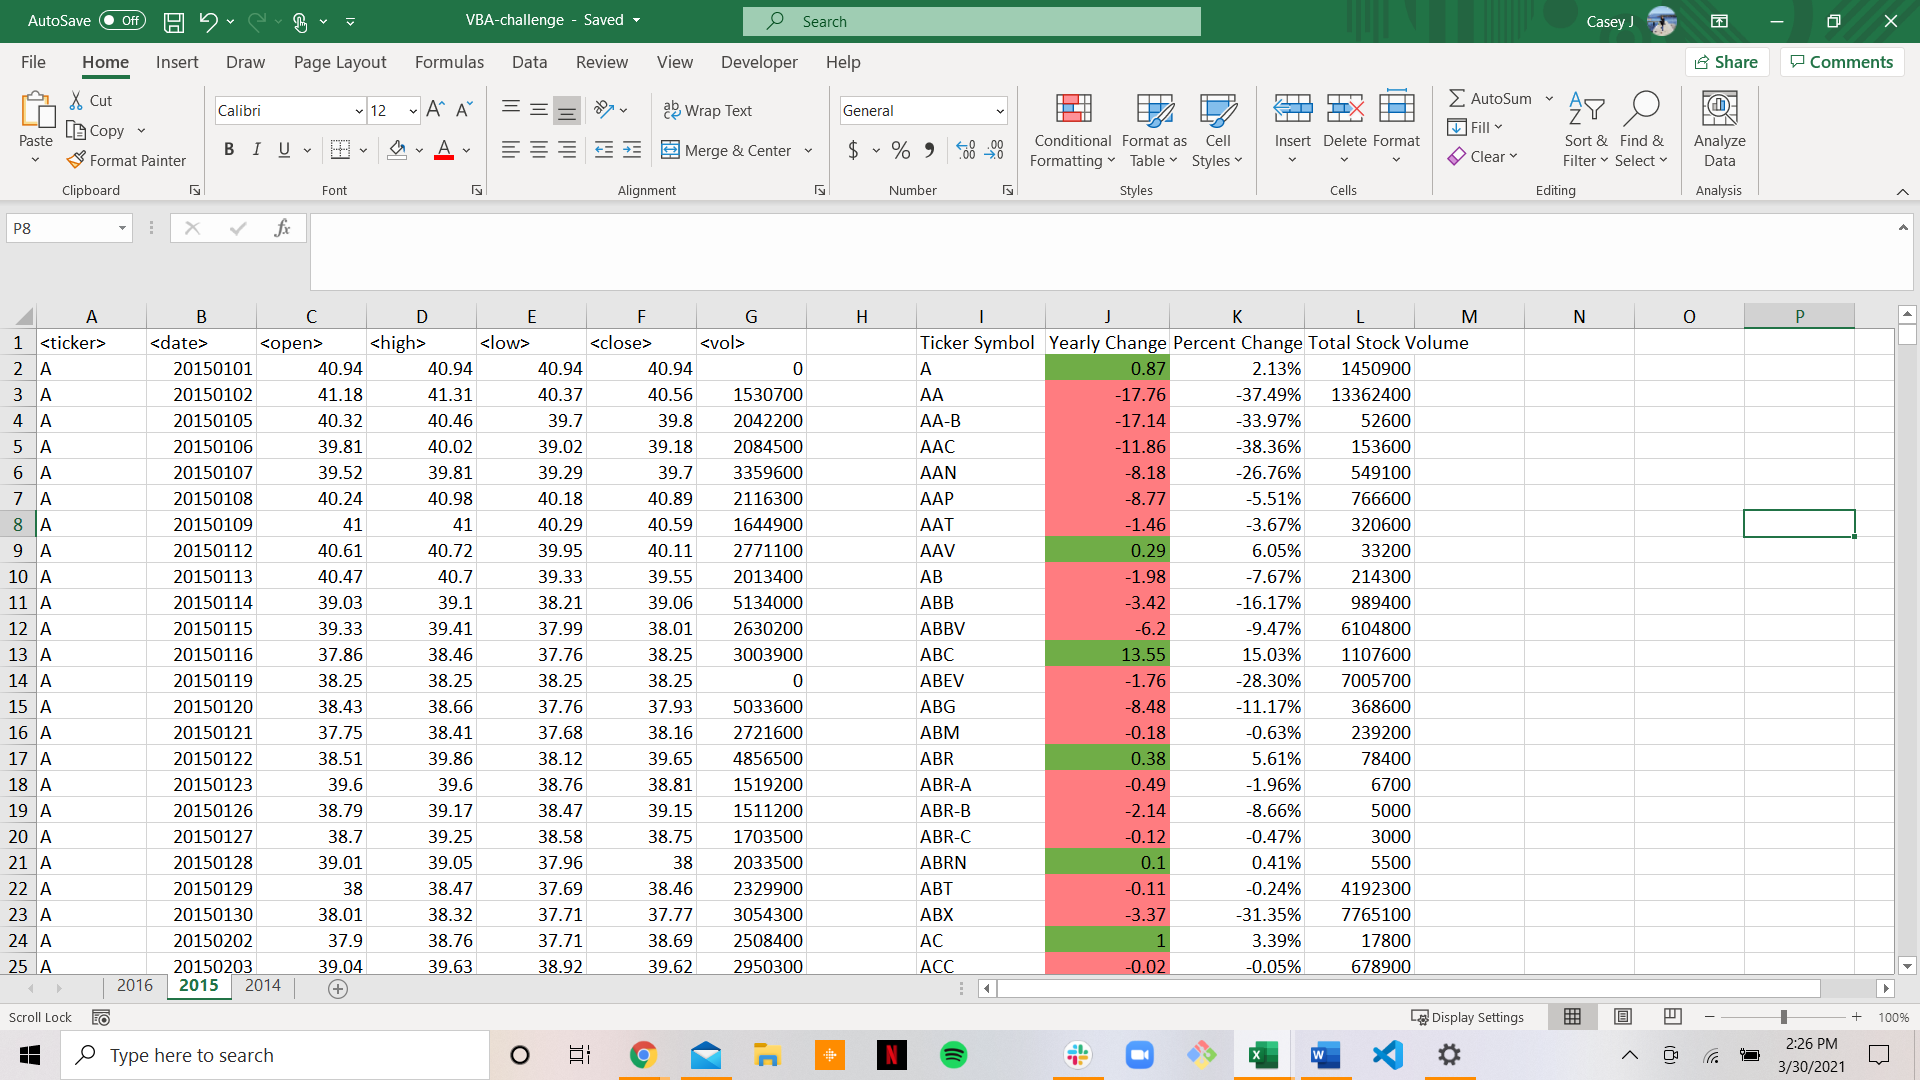 AutoSave Off VBA-challenge - Saved Search Casey J
File Home Insert Draw Page Layout Formulas Data Review View Developer Help Share Comments
Paste Cut Copy Format Painter Clipboard
Calibri 12 B I U A Font
Wrap Text Merge & Center Alignment
General $ % Number
Conditional Formatting Format as Table Cell Styles Styles
Insert Delete Format Cells
AutoSum Fill Clear Sort & Filter Find & Select Editing
Analyze Data Analysis
P8 fx
A B C D E F G H I J K L M N O P
1 <ticker> <date> <open> <high> <low> <close> <vol> Ticker Symbol Yearly Change Percent Change Total Stock Volume
2 A 20150101 40.94 40.94 40.94 40.94 0 A 0.87 2.13% 1450900
3 A 20150102 41.18 41.31 40.37 40.56 1530700 AA -17.76 -37.49% 13362400
4 A 20150105 40.32 40.46 39.7 39.8 2042200 AA-B -17.14 -33.97% 52600
5 A 20150106 39.81 40.02 39.02 39.18 2084500 AAC -11.86 -38.36% 153600
6 A 20150107 39.52 39.81 39.29 39.7 3359600 AAN -8.18 -26.76% 549100
7 A 20150108 40.24 40.98 40.18 40.89 2116300 AAP -8.77 -5.51% 766600
8 A 20150109 41 41 40.29 40.59 1644900 AAT -1.46 -3.67% 320600
9 A 20150112 40.61 40.72 39.95 40.11 2771100 AAV 0.29 6.05% 33200
10 A 20150113 40.47 40.7 39.33 39.55 2013400 AB -1.98 -7.67% 214300
11 A 20150114 39.03 39.1 38.21 39.06 5134000 ABB -3.42 -16.17% 989400
12 A 20150115 39.33 39.41 37.99 38.01 2630200 ABBV -6.2 -9.47% 6104800
13 A 20150116 37.86 38.46 37.76 38.25 3003900 ABC 13.55 15.03% 1107600
14 A 20150119 38.25 38.25 38.25 38.25 0 ABEV -1.76 -28.30% 7005700
15 A 20150120 38.43 38.66 37.76 37.93 5033600 ABG -8.48 -11.17% 368600
16 A 20150121 37.75 38.41 37.68 38.16 2721600 ABM -0.18 -0.63% 239200
17 A 20150122 38.51 39.86 38.12 39.65 4856500 ABR 0.38 5.61% 78400
18 A 20150123 39.6 39.6 38.76 38.81 1519200 ABR-A -0.49 -1.96% 6700
19 A 20150126 38.79 39.17 38.47 39.15 1511200 ABR-B -2.14 -8.66% 5000
20 A 20150127 38.7 39.25 38.58 38.75 1703500 ABR-C -0.12 -0.47% 3000
21 A 20150128 39.01 39.05 37.96 38 2033500 ABRN 0.1 0.41% 5500
22 A 20150129 38 38.47 37.69 38.46 2329900 ABT -0.11 -0.24% 4192300
23 A 20150130 38.01 38.32 37.71 37.77 3054300 ABX -3.37 -31.35% 7765100
24 A 20150202 37.9 38.76 37.71 38.69 2508400 AC 1 3.39% 17800
25 A 20150203 39.04 39.63 38.92 39.62 2950300 ACC -0.02 -0.05% 678900
2016 2015 2014
Scroll Lock Display Settings 100%
Type here to search 2:26 PM
3/30/2021